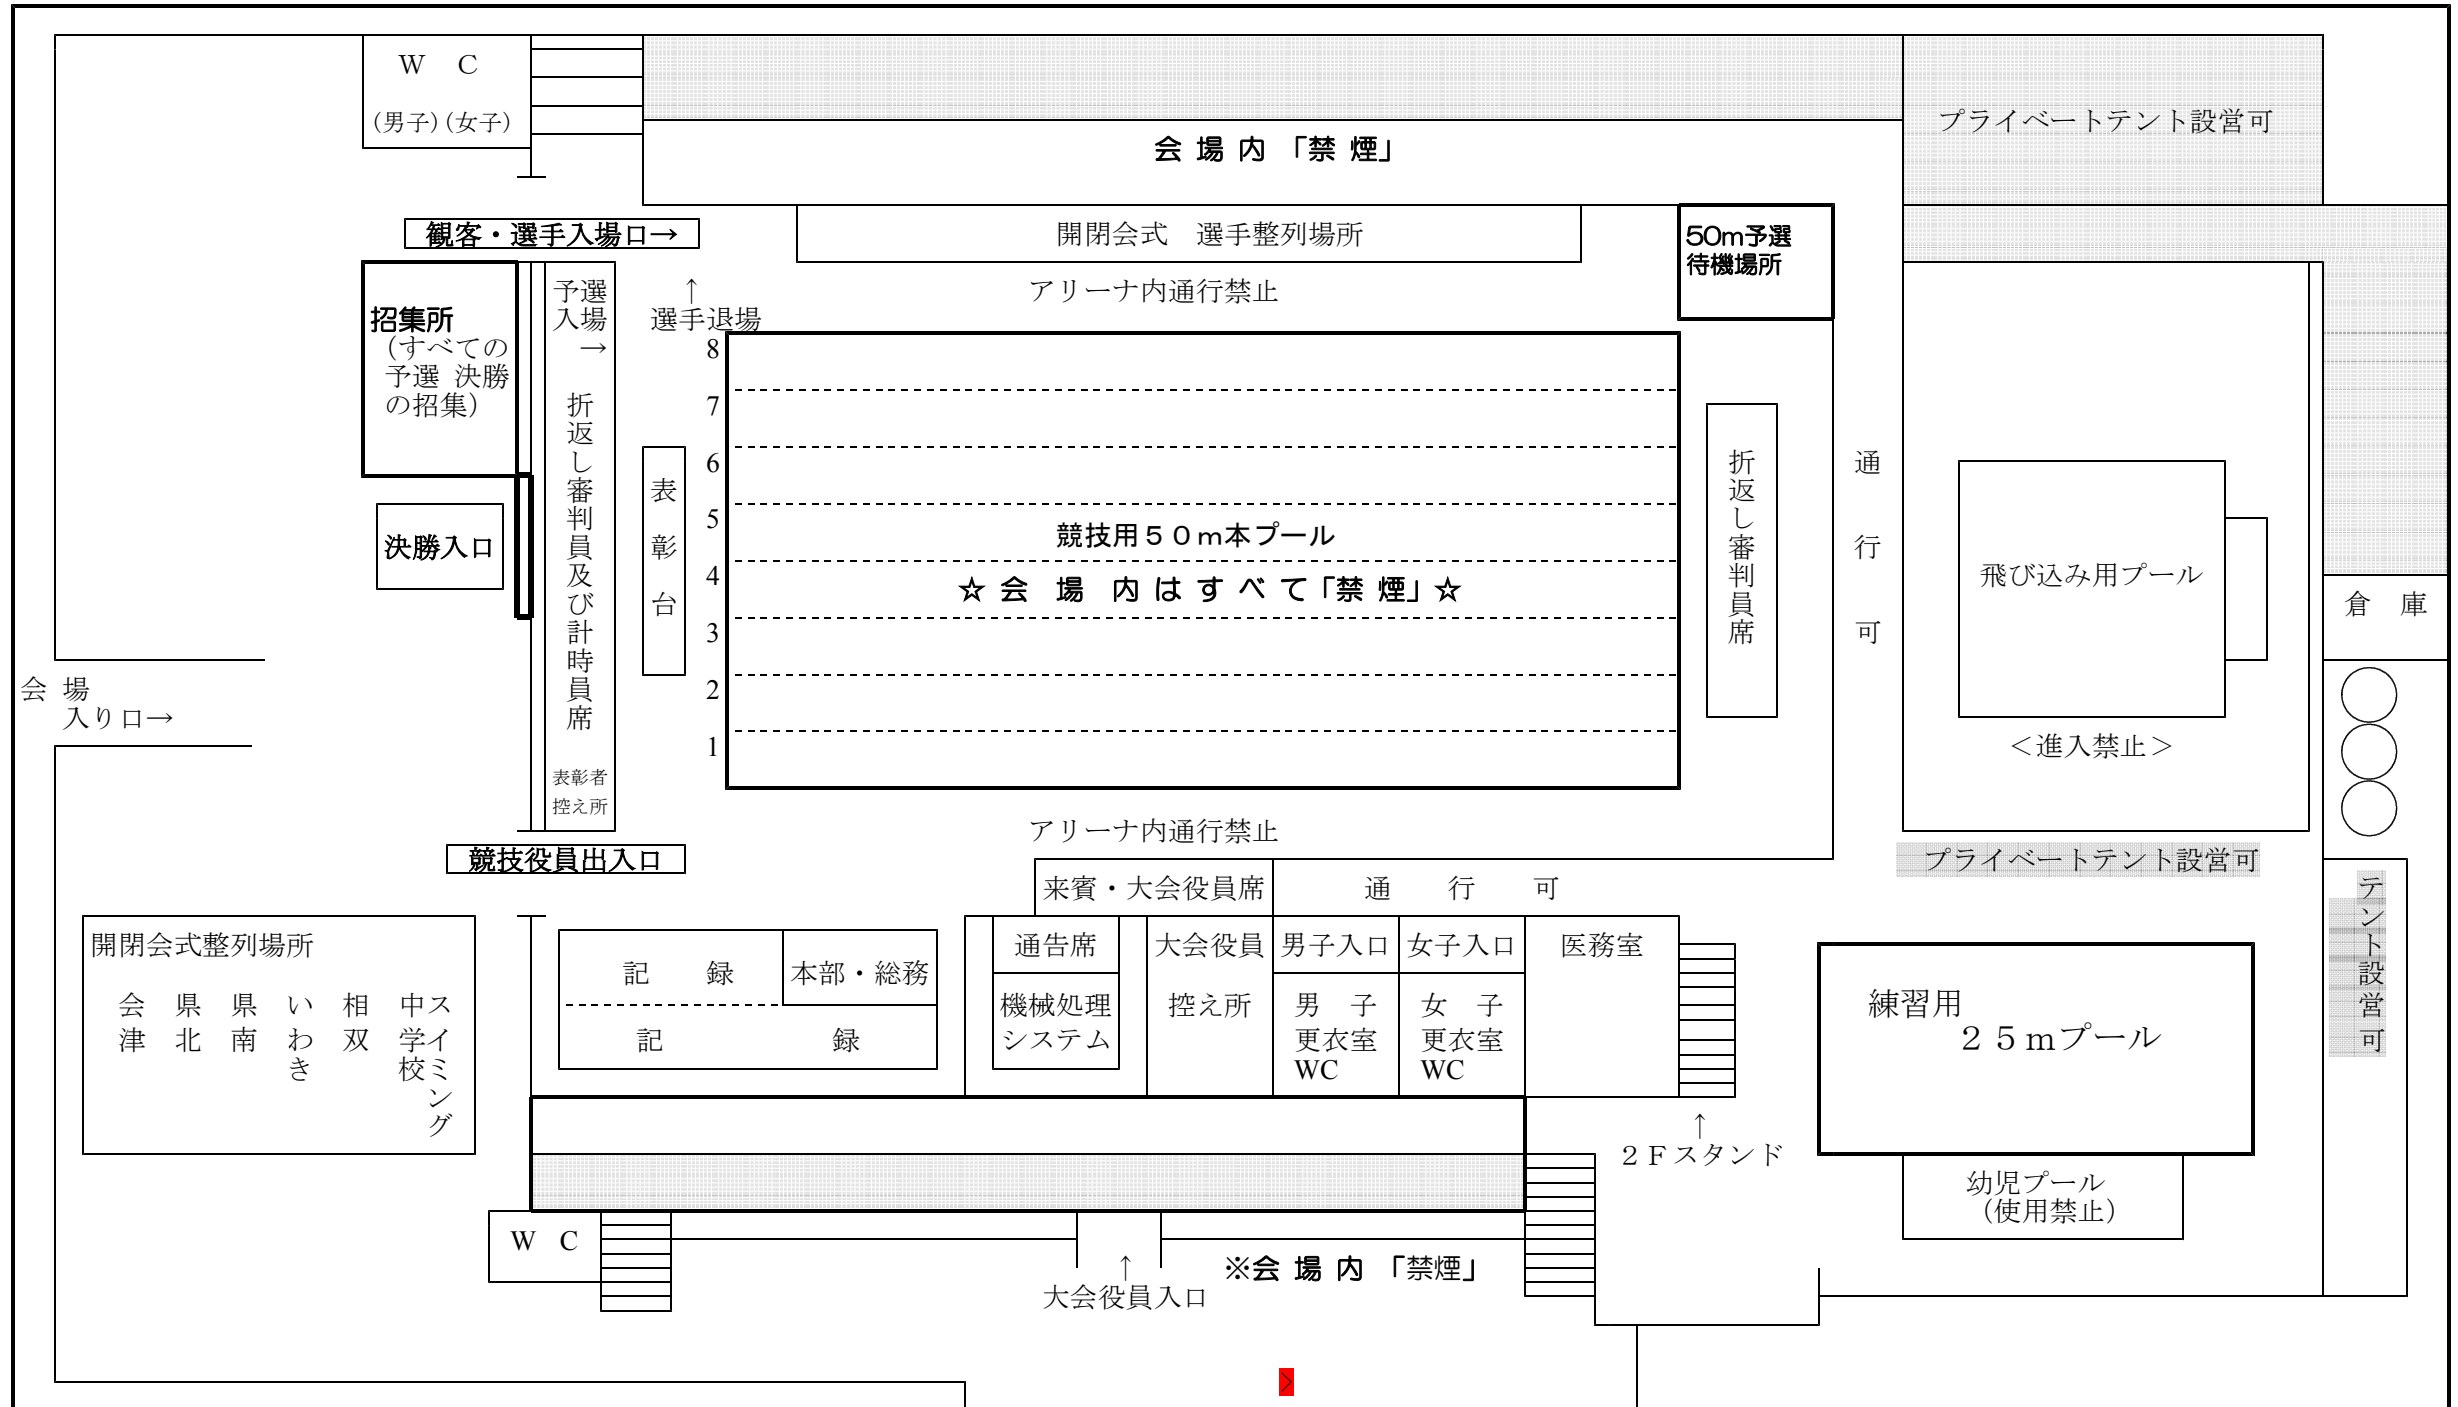 Ｗ　Ｃ
（男子）（女子）
プライベートテント設営可
会 場 内 「禁 煙」
観客・選手入場口→
開閉会式　選手整列場所
50m予選
待機場所
招集所
（すべての
予選 決勝
の招集）
予選
入場
→
↑
選手退場
アリーナ内通行禁止
折返し審判員及び計時員席
表彰者
控え所
決勝入口
表彰台
8
7
6
5
4
3
2
1
競技用５０ｍ本プール
☆ 会　場　内 は す べ て「禁 煙」☆
折返し審判員席
通行可
飛び込み用プール
＜進入禁止＞
倉　庫
会 場
入り口→
アリーナ内通行禁止
競技役員出入口
プライベートテント設営可
テント設営可
来賓・大会役員席
通　　行　　可
開閉会式整列場所
会津
県北
県南
いわき
相双
中学校
スイミング
記　　録
本部・総務
記　　　　　　録
通告席
機械処理
システム
大会役員
控え所
男子入口
男　子
更衣室
WC
女子入口
女　子
更衣室
WC
医務室
↑
２Ｆスタンド
練習用
２５ｍプール
幼児プール
（使用禁止）
Ｗ　Ｃ
↑
大会役員入口
※会 場 内 「禁煙」
>